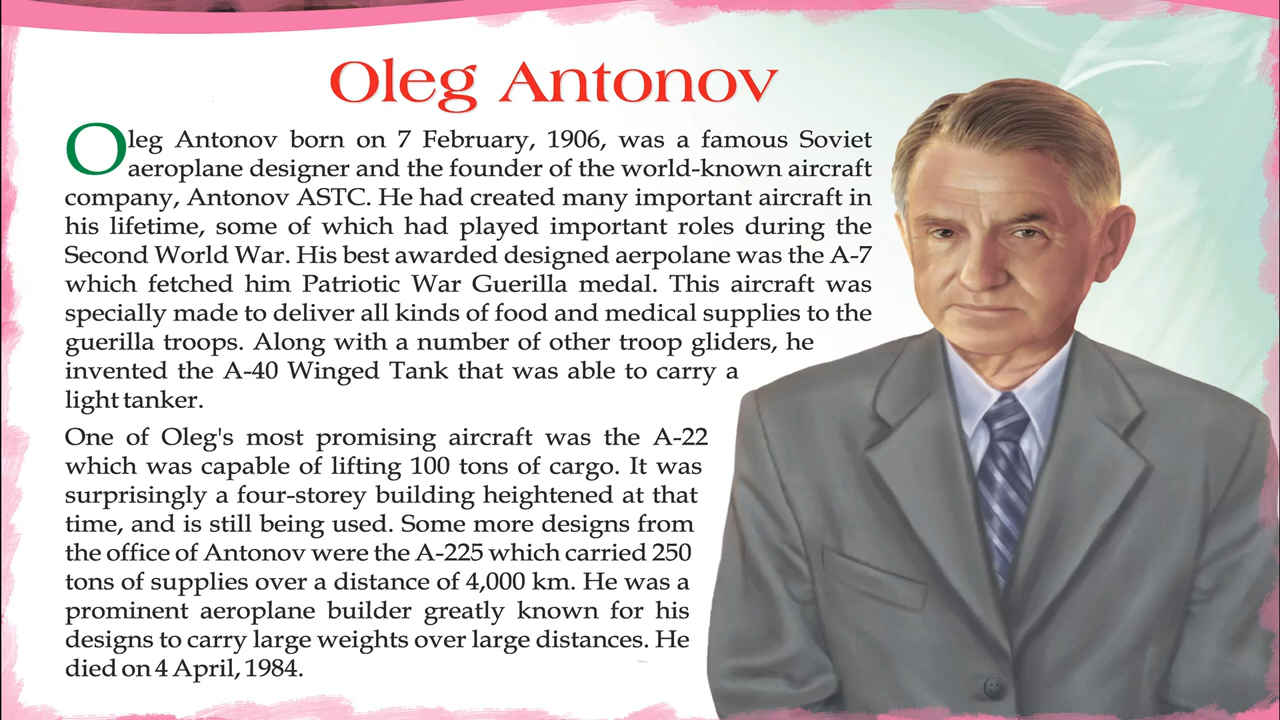 Oleg Antonov
Oleg Antonov born on 7 February, 1906, was a famous Soviet
aeroplane designer and the founder of the world-known aircraft
company, Antonov ASTC. He had created many important aircraft in
his lifetime, some of which had played important roles during the
Second World War. His best awarded designed aerpolane was the A-7
which fetched him Patriotic War Guerilla medal. This aircraft was
specially made to deliver all kinds of food and medical supplies to the
guerilla troops. Along with a number of other troop gliders, he
invented the A-40 Winged Tank that was able to carry a
light tanker.
One of Oleg's most promising aircraft was the A-22
which was capable of lifting 100 tons of cargo. It was
surprisingly a four-storey building heightened at that
time, and is still being used. Some more designs from
the office of Antonov were the A-225 which carried 250
tons of supplies over a distance of 4,000 km. He was a
prominent aeroplane builder greatly known for his
designs to carry large weights over large distances. He
died on 4 April, 1984.